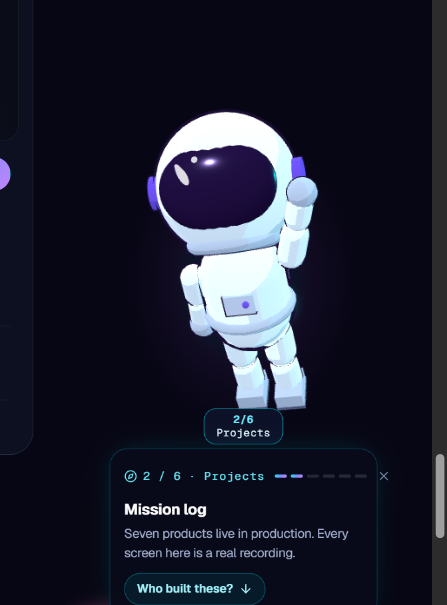 2/6
Projects
2 / 6 · Projects
Mission log
Seven products live in production. Every
screen here is a real recording.
Who built these? ↓